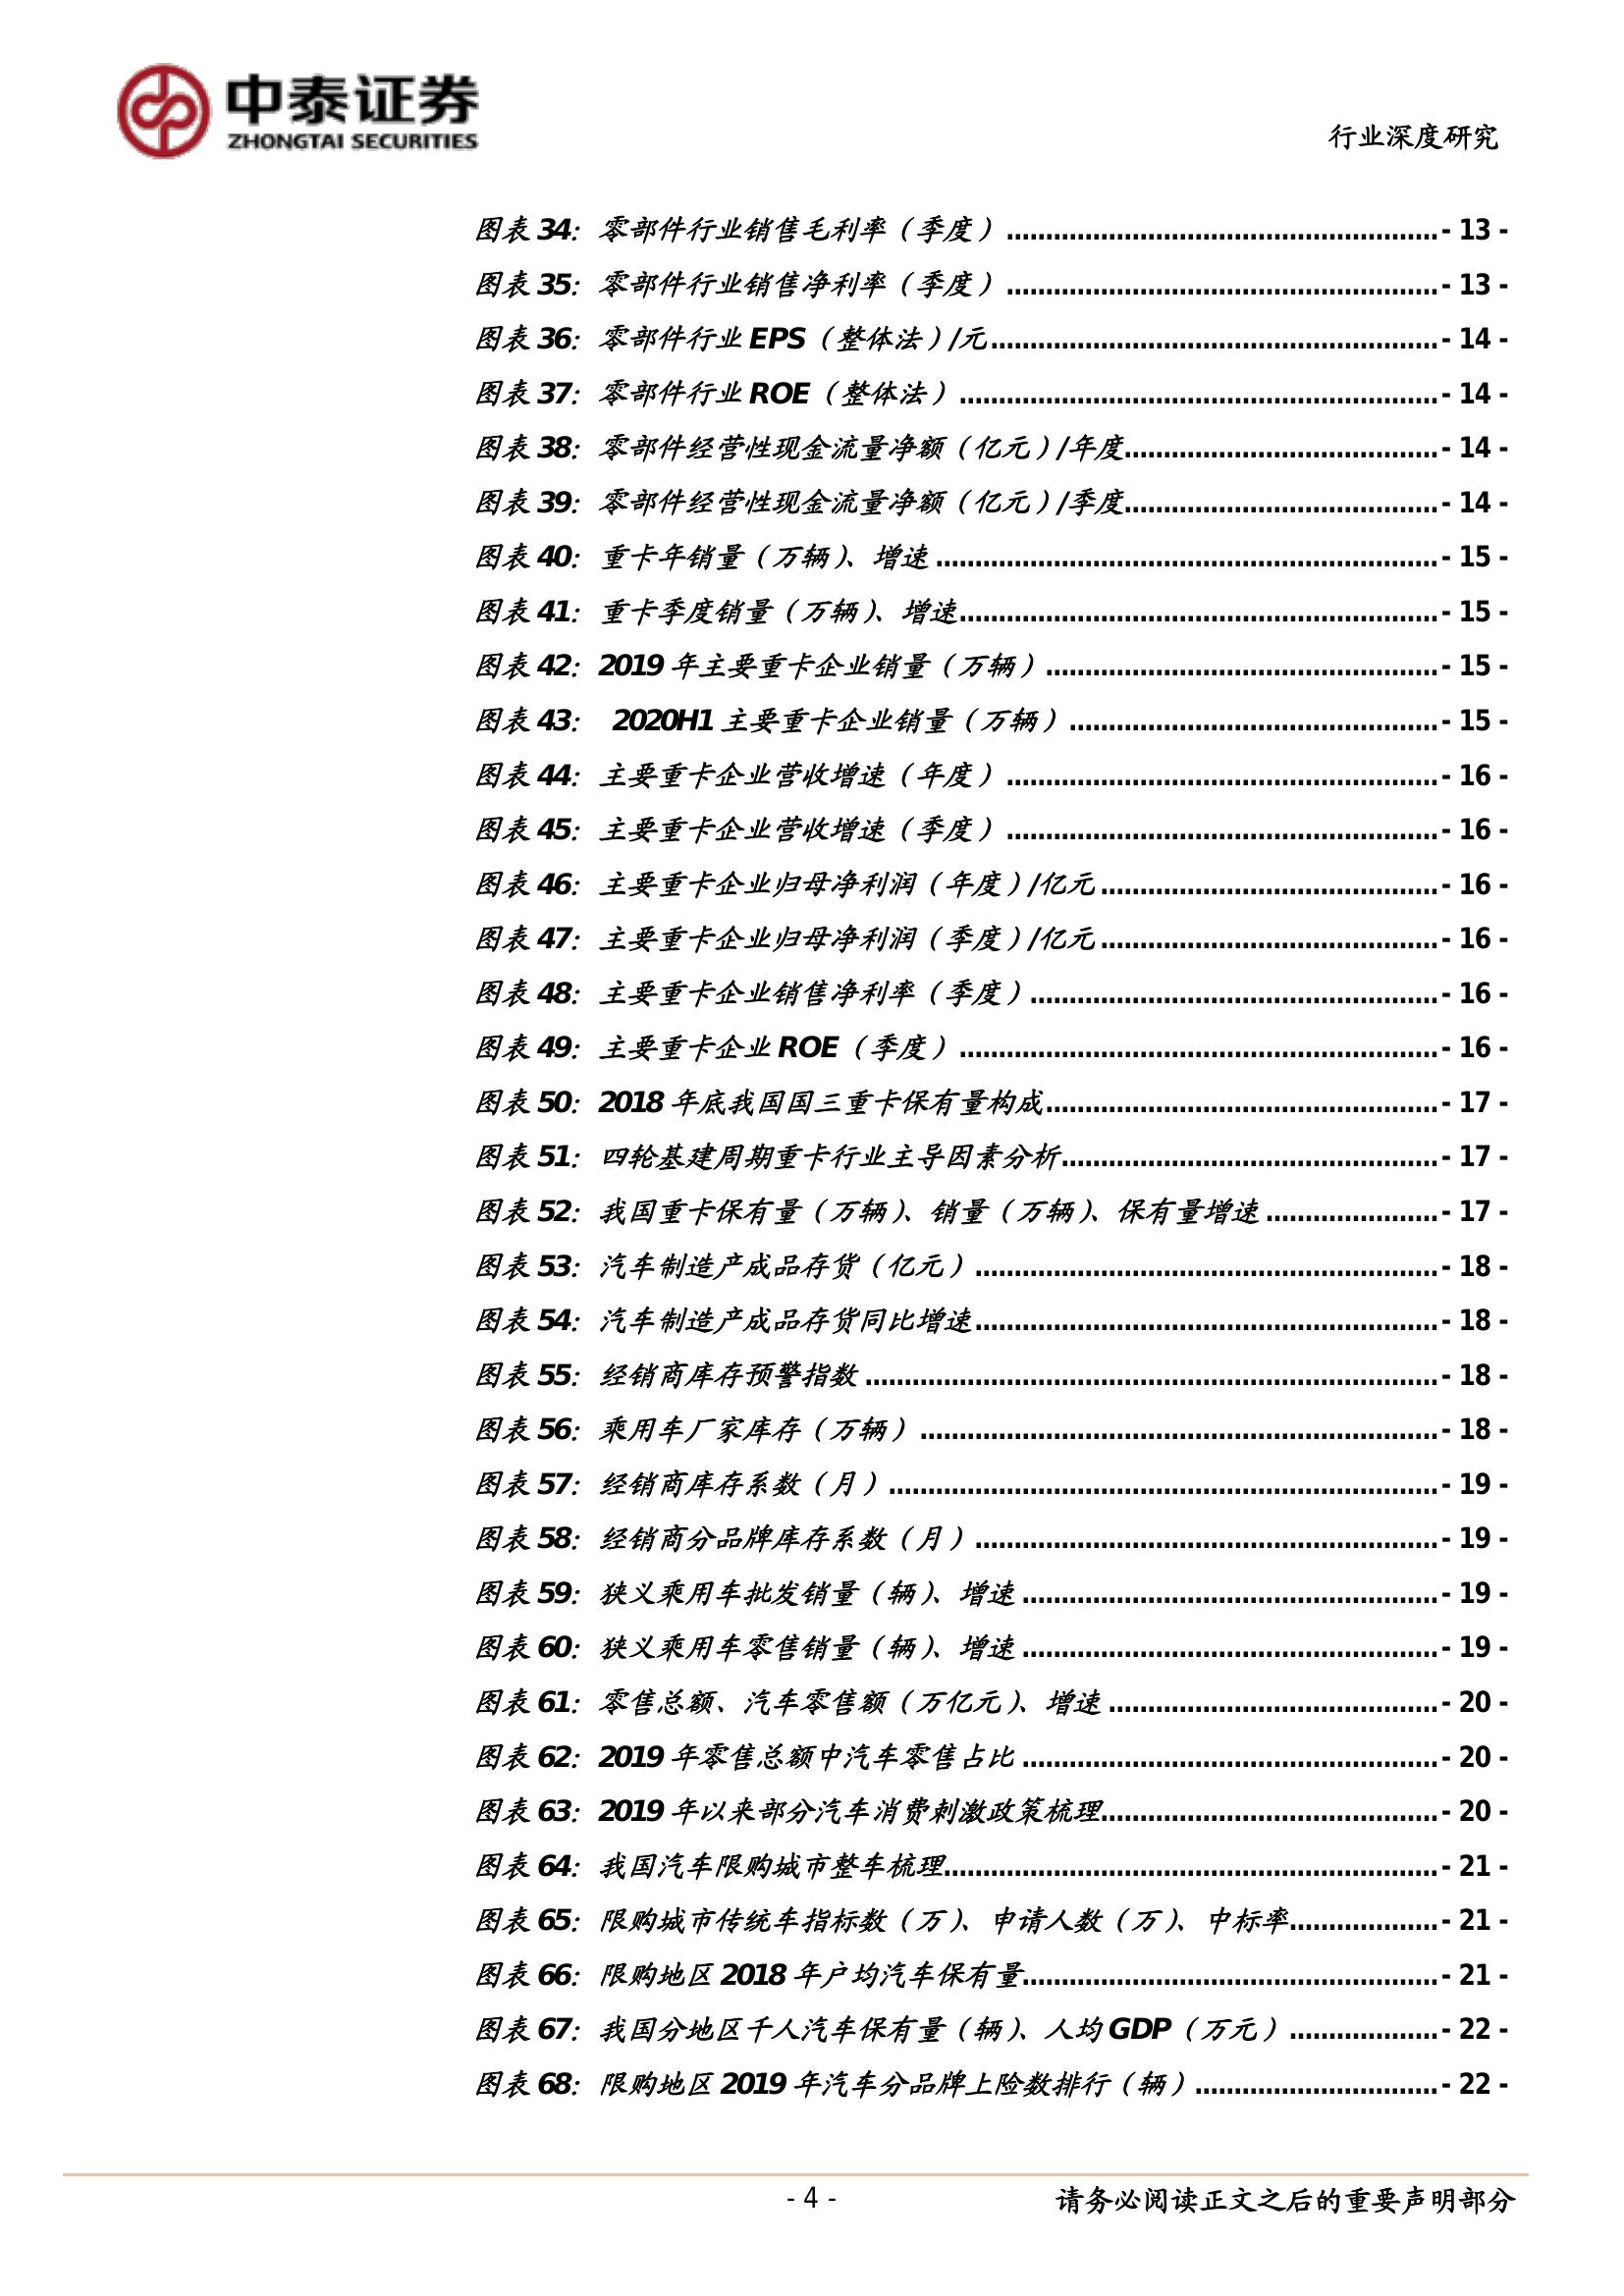 中泰证券
ZHONGTAI SECURITIES
行业深度研究
图表 34：零部件行业销售毛利率（季度）- 13 -
图表 35：零部件行业销售净利率（季度）- 13 -
图表 36：零部件行业 EPS（整体法）/元- 14 -
图表 37：零部件行业 ROE（整体法）- 14 -
图表 38：零部件经营性现金流量净额（亿元）/年度- 14 -
图表 39：零部件经营性现金流量净额（亿元）/季度- 14 -
图表 40：重卡年销量（万辆）、增速- 15 -
图表 41：重卡季度销量（万辆）、增速- 15 -
图表 42：2019 年主要重卡企业销量（万辆）- 15 -
图表 43： 2020H1 主要重卡企业销量（万辆）- 15 -
图表 44：主要重卡企业营收增速（年度）- 16 -
图表 45：主要重卡企业营收增速（季度）- 16 -
图表 46：主要重卡企业归母净利润（年度）/亿元- 16 -
图表 47：主要重卡企业归母净利润（季度）/亿元- 16 -
图表 48：主要重卡企业销售净利率（季度）- 16 -
图表 49：主要重卡企业 ROE（季度）- 16 -
图表 50：2018 年底我国国三重卡保有量构成- 17 -
图表 51：四轮基建周期重卡行业主导因素分析- 17 -
图表 52：我国重卡保有量（万辆）、销量（万辆）、保有量增速- 17 -
图表 53：汽车制造产成品存货（亿元）- 18 -
图表 54：汽车制造产成品存货同比增速- 18 -
图表 55：经销商库存预警指数- 18 -
图表 56：乘用车厂家库存（万辆）- 18 -
图表 57：经销商库存系数（月）- 19 -
图表 58：经销商分品牌库存系数（月）- 19 -
图表 59：狭义乘用车批发销量（辆）、增速- 19 -
图表 60：狭义乘用车零售销量（辆）、增速- 19 -
图表 61：零售总额、汽车零售额（万亿元）、增速- 20 -
图表 62：2019 年零售总额中汽车零售占比- 20 -
图表 63：2019 年以来部分汽车消费刺激政策梳理- 20 -
图表 64：我国汽车限购城市整车梳理- 21 -
图表 65：限购城市传统车指标数（万）、申请人数（万）、中标率- 21 -
图表 66：限购地区 2018 年户均汽车保有量- 21 -
图表 67：我国分地区千人汽车保有量（辆）、人均 GDP（万元）- 22 -
图表 68：限购地区 2019 年汽车分品牌上险数排行（辆）- 22 -
- 4 -
请务必阅读正文之后的重要声明部分